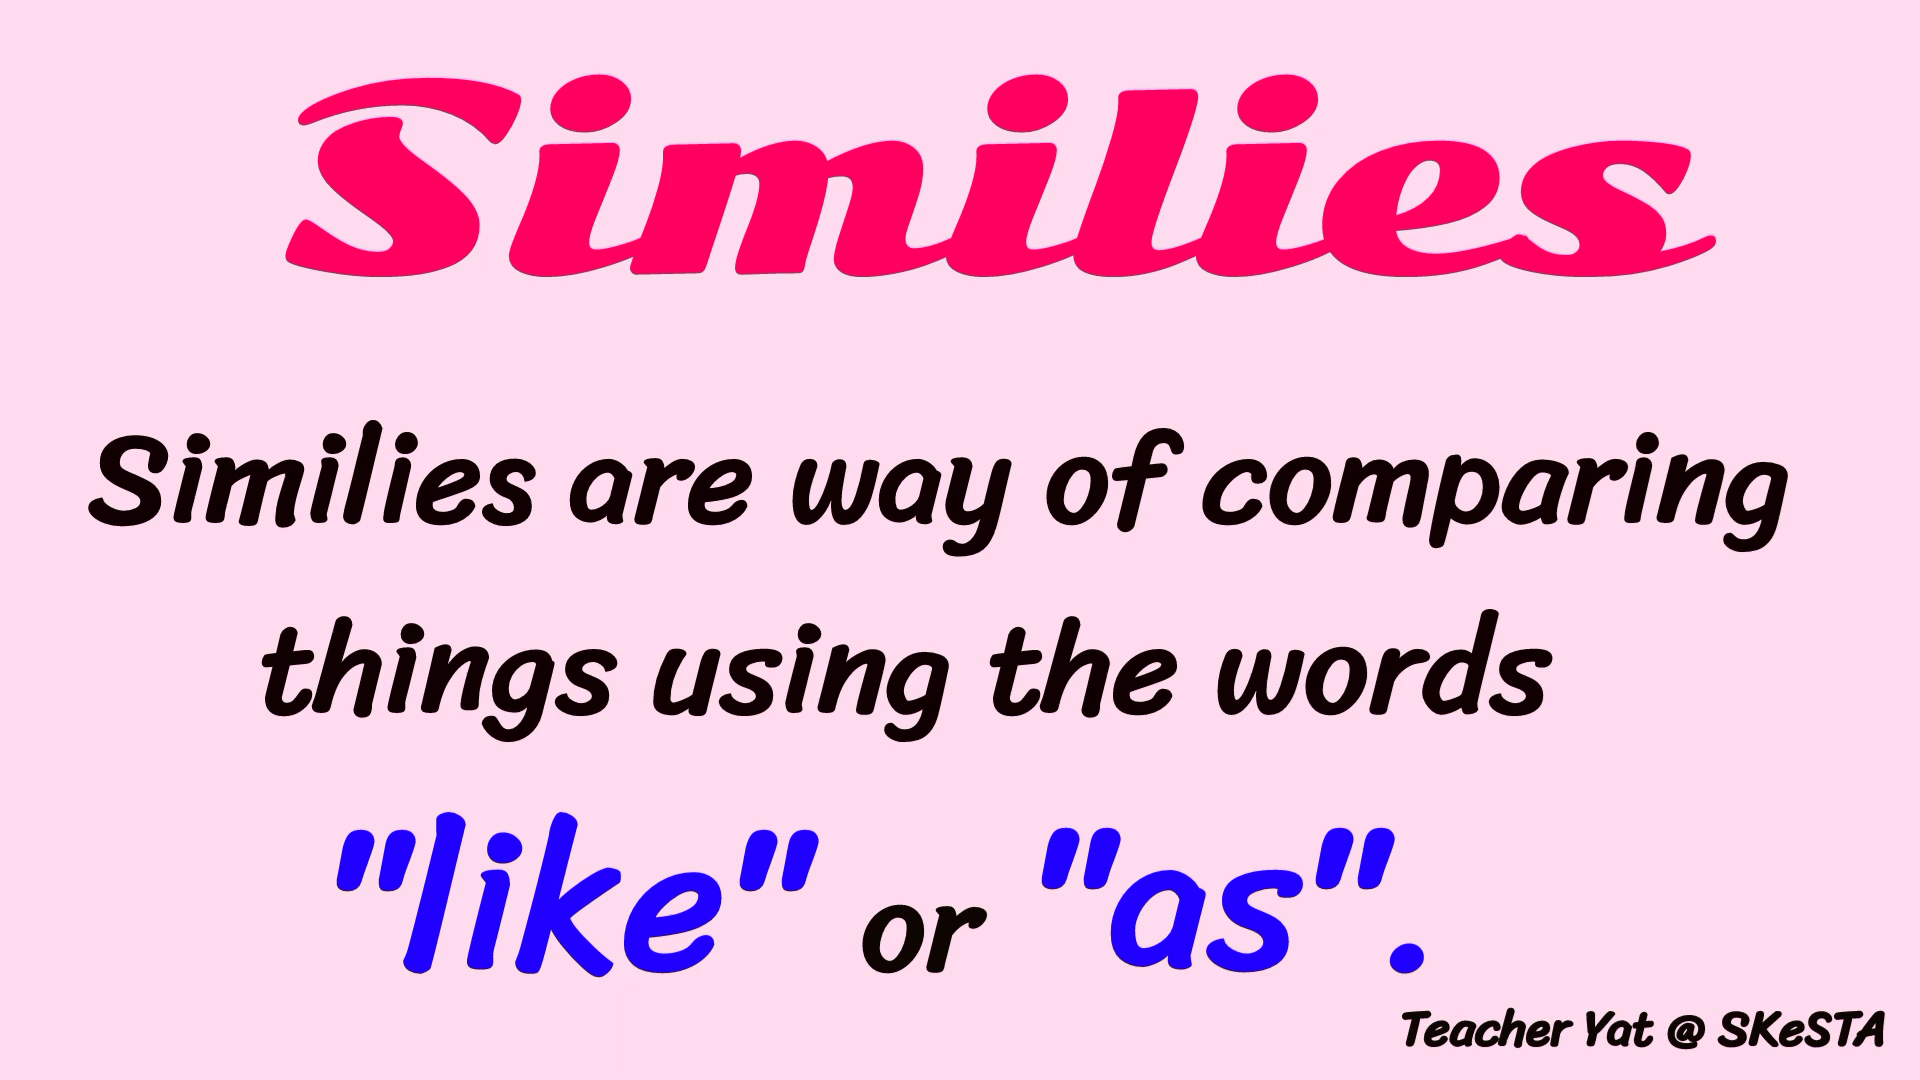 Similies
Similies are way of comparing
things using the words
"like" or "as".
Teacher Yat @ SKeSTA